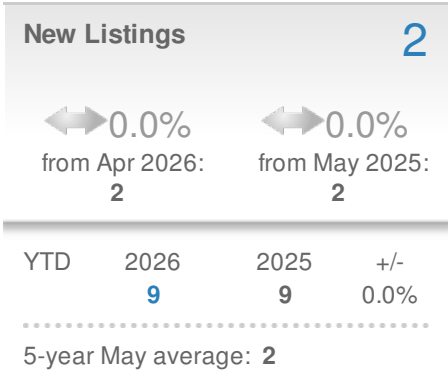 New Listings 2
0.0% 0.0%
from Apr 2026: from May 2025:
2 2
YTD 2026 2025 +/-
9 9 0.0%
5-year May average: 2